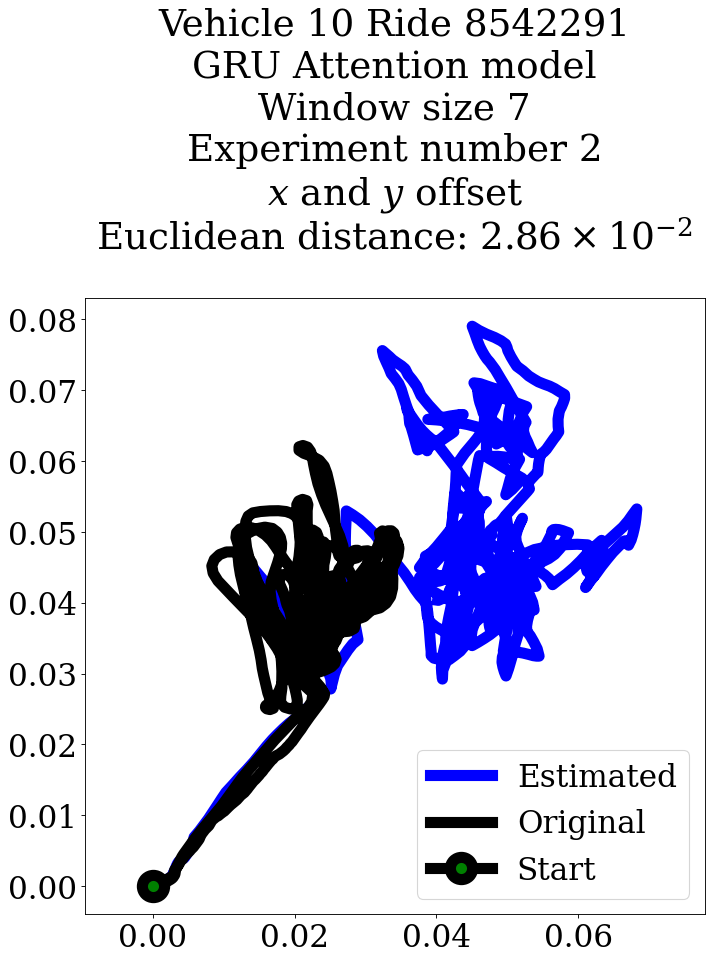 Vehicle 10 Ride 8542291
GRU Attention model
Window size 7
Experiment number 2
x and y offset
Euclidean distance: 2.86 × 10⁻²
0.08
0.07
0.06
0.05
0.04
0.03
0.02
0.01
0.00
Estimated
Original
Start
0.00 0.02 0.04 0.06